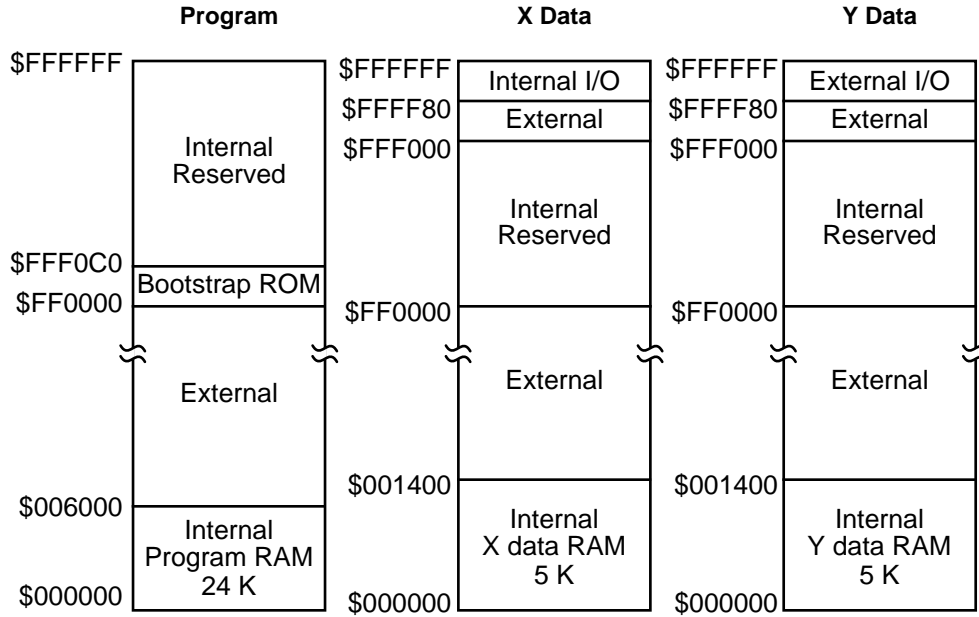 Program
$FFFFFF
Internal
Reserved
$FFF0C0
Bootstrap ROM
$FF0000
External
$006000
Internal
Program RAM
24 K
$000000
X Data
$FFFFFF
Internal I/O
$FFFF80
External
$FFF000
Internal
Reserved
$FF0000
External
$001400
Internal
X data RAM
5 K
$000000
Y Data
$FFFFFF
External I/O
$FFFF80
External
$FFF000
Internal
Reserved
$FF0000
External
$001400
Internal
Y data RAM
5 K
$000000